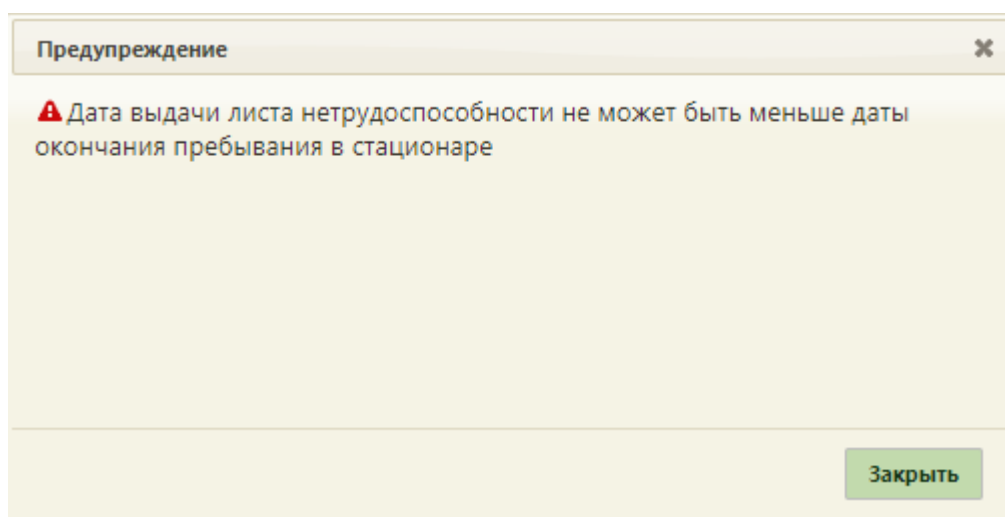 Предупреждение
Дата выдачи листа нетрудоспособности не может быть меньше даты
окончания пребывания в стационаре
Закрыть